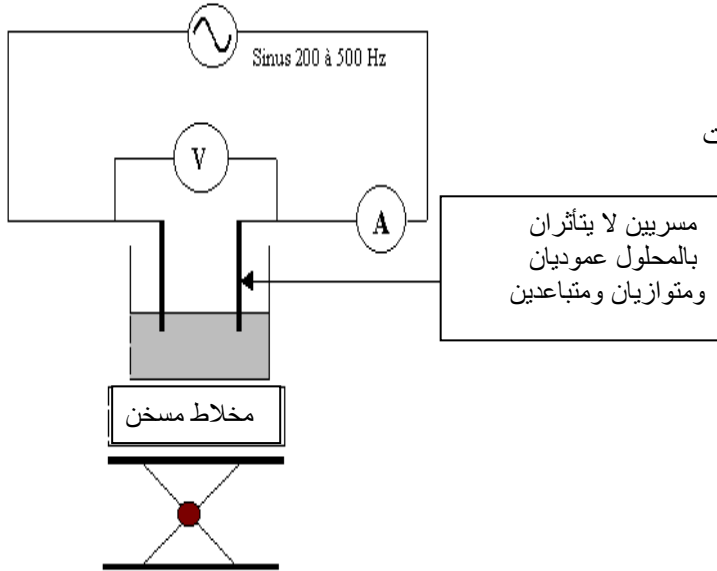 Sinus 200 à 500 Hz
V
ت
A
مسريين لا يتأثران
بالمحلول عموديان
ومتوازيان ومتباعدين
مخلاط مسخن